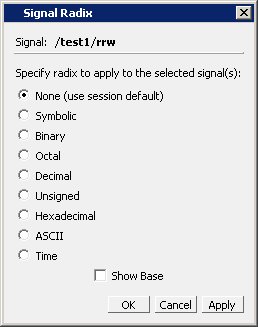 Signal Radix
Signal: /test1/rrw
Specify radix to apply to the selected signal(s):
None (use session default)
Symbolic
Binary
Octal
Decimal
Unsigned
Hexadecimal
ASCII
Time
Show Base
OK Cancel Apply